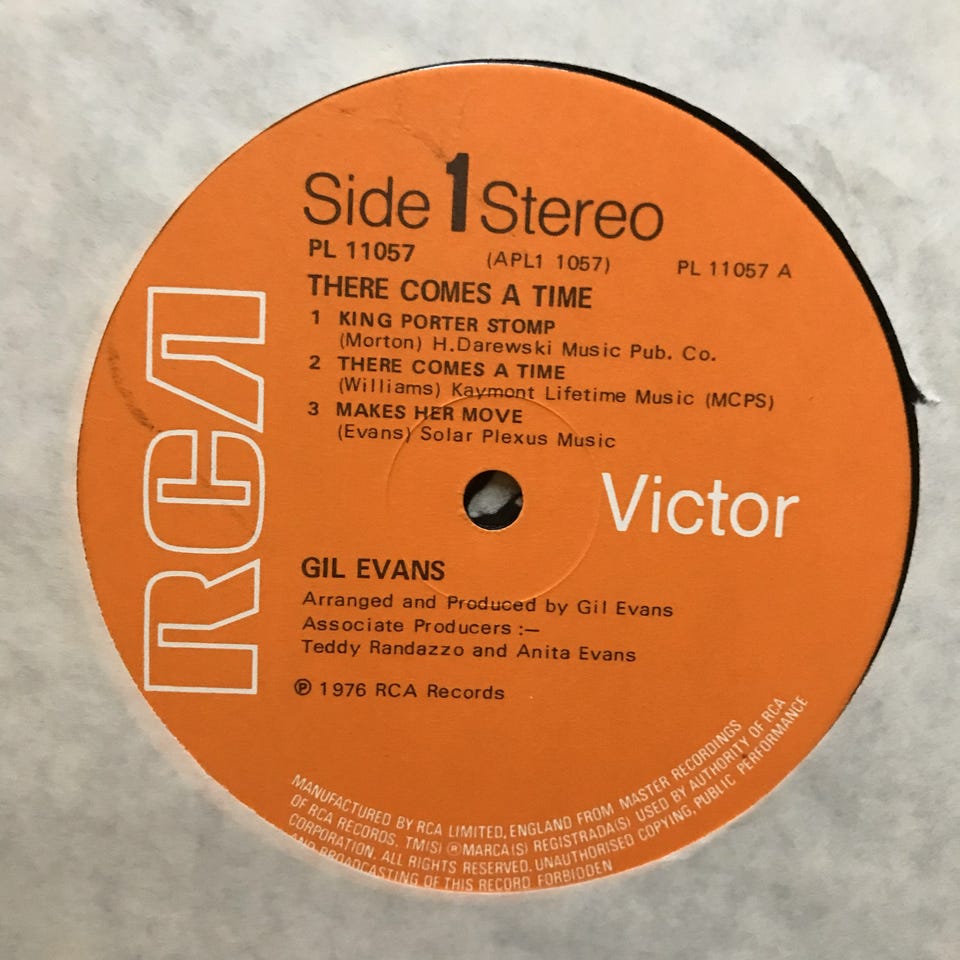 Side 1 Stereo
PL 11057 (APL1 1057) PL 11057 A
THERE COMES A TIME
1 KING PORTER STOMP
(Morton) H.Darewski Music Pub. Co.
2 THERE COMES A TIME
(Williams) Kaymont Lifetime Music (MCPS)
3 MAKES HER MOVE
(Evans) Solar Plexus Music
RCA
Victor
GIL EVANS
Arranged and Produced by Gil Evans
Associate Producers :—
Teddy Randazzo and Anita Evans
℗ 1976 RCA Records
MANUFACTURED BY RCA LIMITED, ENGLAND FROM MASTER RECORDINGS
OF RCA RECORDS. TM(S) ® MARCA(S) REGISTRADA(S) USED BY AUTHORITY OF RCA
CORPORATION. ALL RIGHTS RESERVED. UNAUTHORISED COPYING, PUBLIC PERFORMANCE
AND BROADCASTING OF THIS RECORD FORBIDDEN